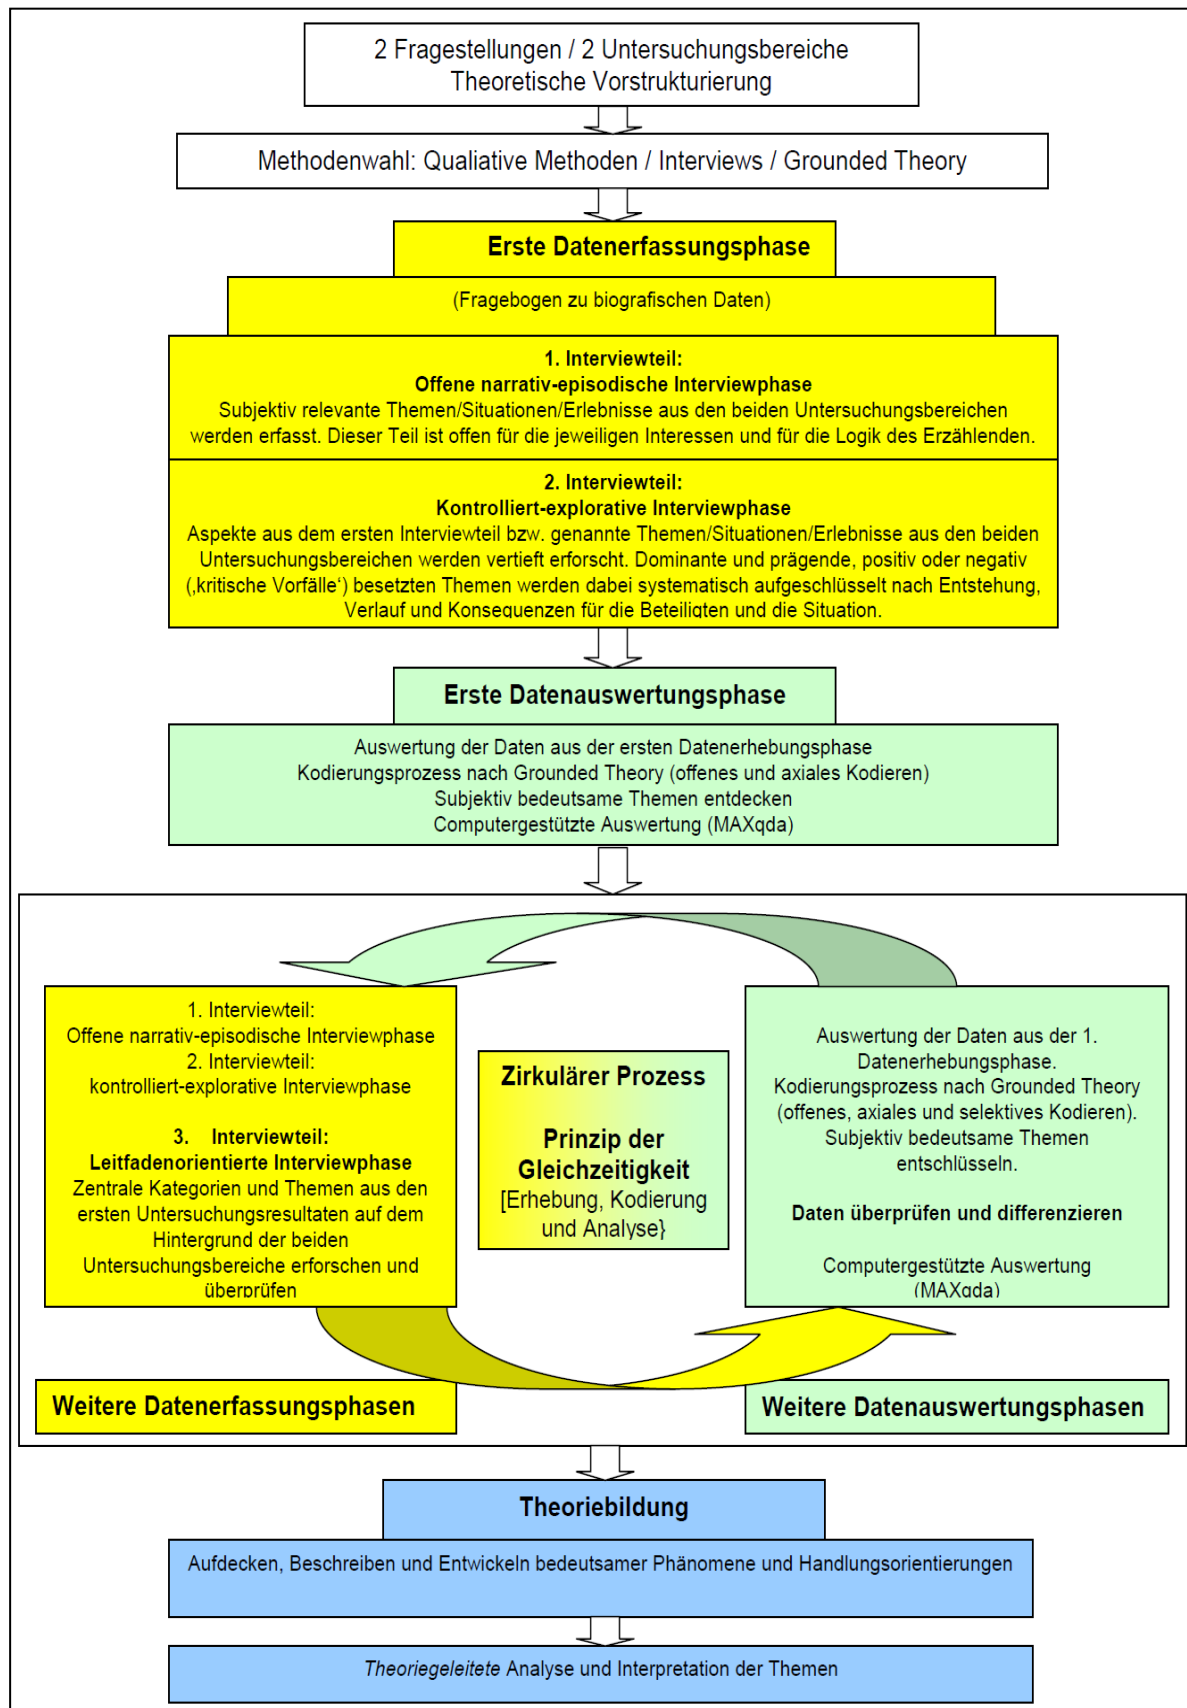 2 Fragestellungen / 2 Untersuchungsbereiche
Theoretische Vorstrukturierung
Methodenwahl: Qualiative Methoden / Interviews / Grounded Theory
Erste Datenerfassungsphase
(Fragebogen zu biografischen Daten)
1. Interviewteil:
Offene narrativ-episodische Interviewphase
Subjektiv relevante Themen/Situationen/Erlebnisse aus den beiden Untersuchungsbereichen
werden erfasst. Dieser Teil ist offen für die jeweiligen Interessen und für die Logik des Erzählenden.
2. Interviewteil:
Kontrolliert-explorative Interviewphase
Aspekte aus dem ersten Interviewteil bzw. genannte Themen/Situationen/Erlebnisse aus den beiden
Untersuchungsbereichen werden vertieft erforscht. Dominante und prägende, positiv oder negativ
(‚kritische Vorfälle‘) besetzten Themen werden dabei systematisch aufgeschlüsselt nach Entstehung,
Verlauf und Konsequenzen für die Beteiligten und die Situation.
Erste Datenauswertungsphase
Auswertung der Daten aus der ersten Datenerhebungsphase
Kodierungsprozess nach Grounded Theory (offenes und axiales Kodieren)
Subjektiv bedeutsame Themen entdecken
Computergestützte Auswertung (MAXqda)
1. Interviewteil:
Offene narrativ-episodische Interviewphase
2. Interviewteil:
kontrolliert-explorative Interviewphase
3. Interviewteil:
Leitfadenorientierte Interviewphase
Zentrale Kategorien und Themen aus den
ersten Untersuchungsresultaten auf dem
Hintergrund der beiden
Untersuchungsbereiche erforschen und
überprüfen
Zirkulärer Prozess
Prinzip der
Gleichzeitigkeit
[Erhebung, Kodierung
und Analyse}
Auswertung der Daten aus der 1.
Datenerhebungsphase.
Kodierungsprozess nach Grounded Theory
(offenes, axiales und selektives Kodieren).
Subjektiv bedeutsame Themen
entschlüsseln.
Daten überprüfen und differenzieren
Computergestützte Auswertung
(MAXqda)
Weitere Datenerfassungsphasen
Weitere Datenauswertungsphasen
Theoriebildung
Aufdecken, Beschreiben und Entwickeln bedeutsamer Phänomene und Handlungsorientierungen
Theoriegeleitete Analyse und Interpretation der Themen